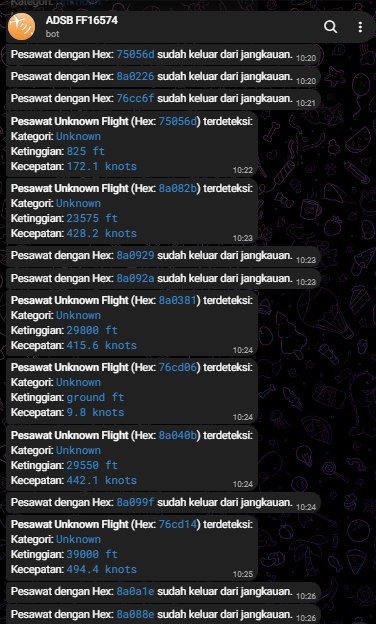 ADSB FF16574
bot
Pesawat dengan Hex: 75056d sudah keluar dari jangkauan. 10:20
Pesawat dengan Hex: 8a0226 sudah keluar dari jangkauan. 10:20
Pesawat dengan Hex: 76cc6f sudah keluar dari jangkauan. 10:21
Pesawat Unknown Flight (Hex: 75056d) terdeteksi:
Kategori: Unknown
Ketinggian: 825 ft
Kecepatan: 172.1 knots 10:22
Pesawat Unknown Flight (Hex: 8a082b) terdeteksi:
Kategori: Unknown
Ketinggian: 23575 ft
Kecepatan: 428.2 knots 10:23
Pesawat dengan Hex: 8a0929 sudah keluar dari jangkauan. 10:23
Pesawat dengan Hex: 8a092a sudah keluar dari jangkauan. 10:23
Pesawat Unknown Flight (Hex: 8a0381) terdeteksi:
Kategori: Unknown
Ketinggian: 29800 ft
Kecepatan: 415.6 knots 10:24
Pesawat Unknown Flight (Hex: 76cd06) terdeteksi:
Kategori: Unknown
Ketinggian: ground ft
Kecepatan: 9.8 knots 10:24
Pesawat Unknown Flight (Hex: 8a040b) terdeteksi:
Kategori: Unknown
Ketinggian: 29550 ft
Kecepatan: 442.1 knots 10:24
Pesawat dengan Hex: 8a099f sudah keluar dari jangkauan. 10:24
Pesawat Unknown Flight (Hex: 76cd14) terdeteksi:
Kategori: Unknown
Ketinggian: 39000 ft
Kecepatan: 494.4 knots 10:25
Pesawat dengan Hex: 8a0a1e sudah keluar dari jangkauan. 10:26
Pesawat dengan Hex: 8a088e sudah keluar dari jangkauan. 10:26